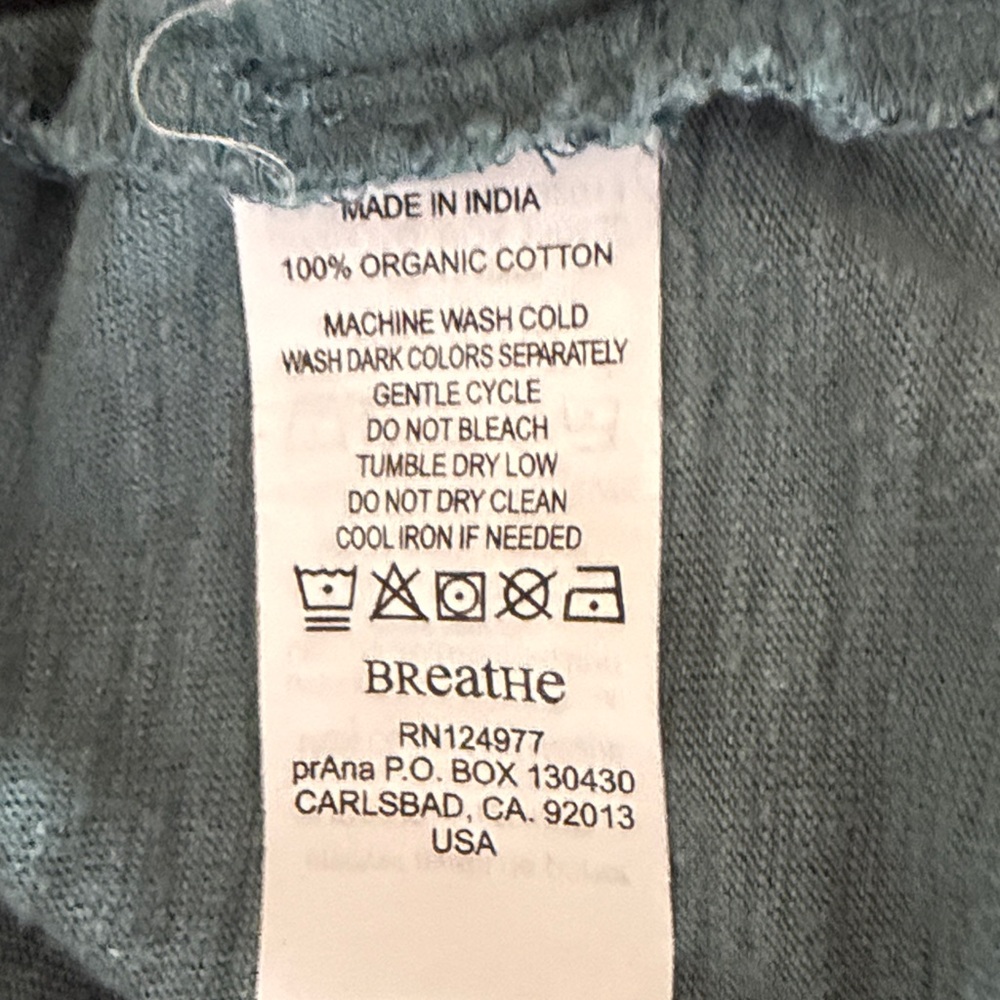 MADE IN INDIA
100% ORGANIC COTTON
MACHINE WASH COLD
WASH DARK COLORS SEPARATELY
GENTLE CYCLE
DO NOT BLEACH
TUMBLE DRY LOW
DO NOT DRY CLEAN
COOL IRON IF NEEDED
BReatHe
RN124977
prAna P.O. BOX 130430
CARLSBAD, CA. 92013
USA